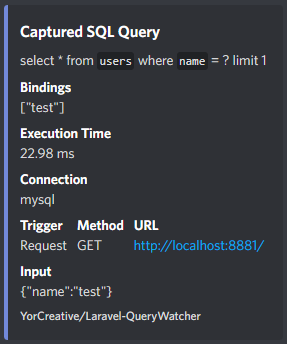 Captured SQL Query
select * from users where name = ? limit 1
Bindings
["test"]
Execution Time
22.98 ms
Connection
mysql
Trigger Method URL
Request GET http://localhost:8881/
Input
{"name":"test"}
YorCreative/Laravel-QueryWatcher